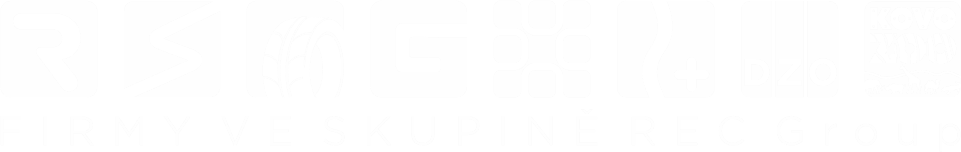 FIRMY VE SKUPINĚ REC Group